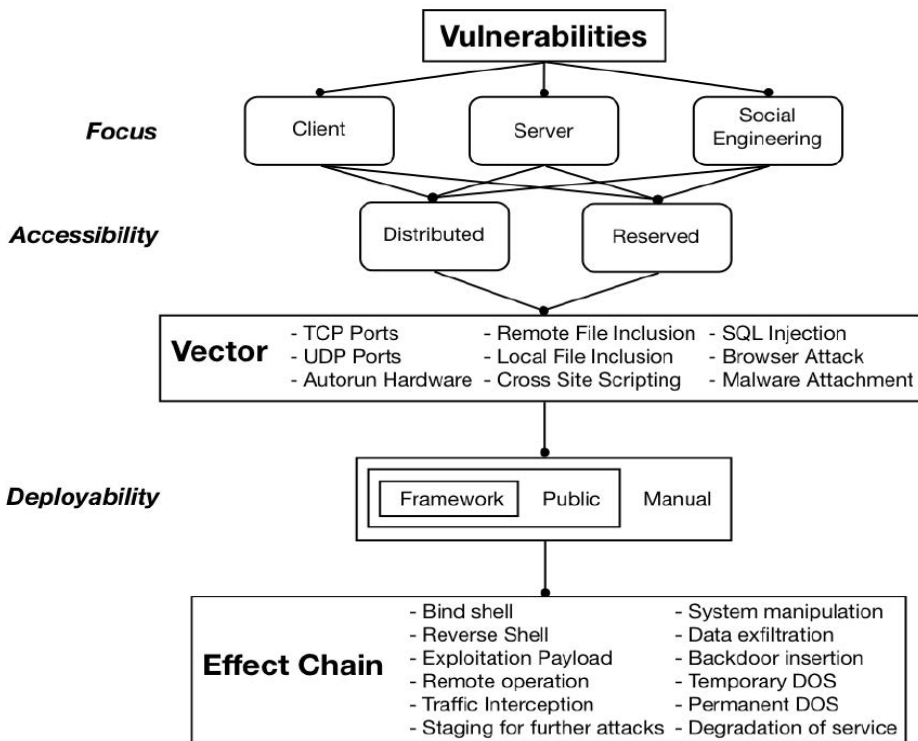 Vulnerabilities
Focus
Client
Server
Social
Engineering
Accessibility
Distributed
Reserved
Vector
- TCP Ports
- UDP Ports
- Autorun Hardware
- Remote File Inclusion
- Local File Inclusion
- Cross Site Scripting
- SQL Injection
- Browser Attack
- Malware Attachment
Deployability
Framework
Public
Manual
Effect Chain
- Bind shell
- Reverse Shell
- Exploitation Payload
- Remote operation
- Traffic Interception
- Staging for further attacks
- System manipulation
- Data exfiltration
- Backdoor insertion
- Temporary DOS
- Permanent DOS
- Degradation of service